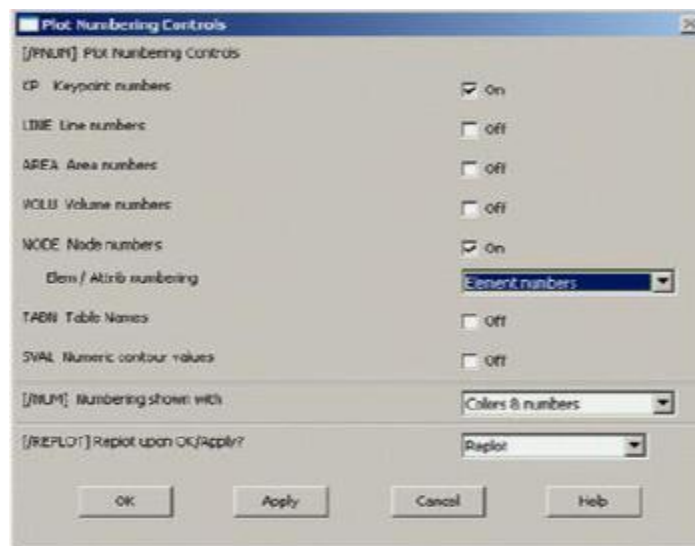 Plot Numbering Controls
[/PNUM] Plot Numbering Controls
KP Keypoint numbers
On
LINE Line numbers
Off
AREA Area numbers
Off
VOLU Volume numbers
Off
NODE Node numbers
On
Elem / Attrib numbering
Element numbers
TABN Table Names
Off
SVAL Numeric contour values
Off
[/NUM] Numbering shown with
Colors & numbers
[/REPLOT] Replot upon OK/Apply?
Replot
OK
Apply
Cancel
Help